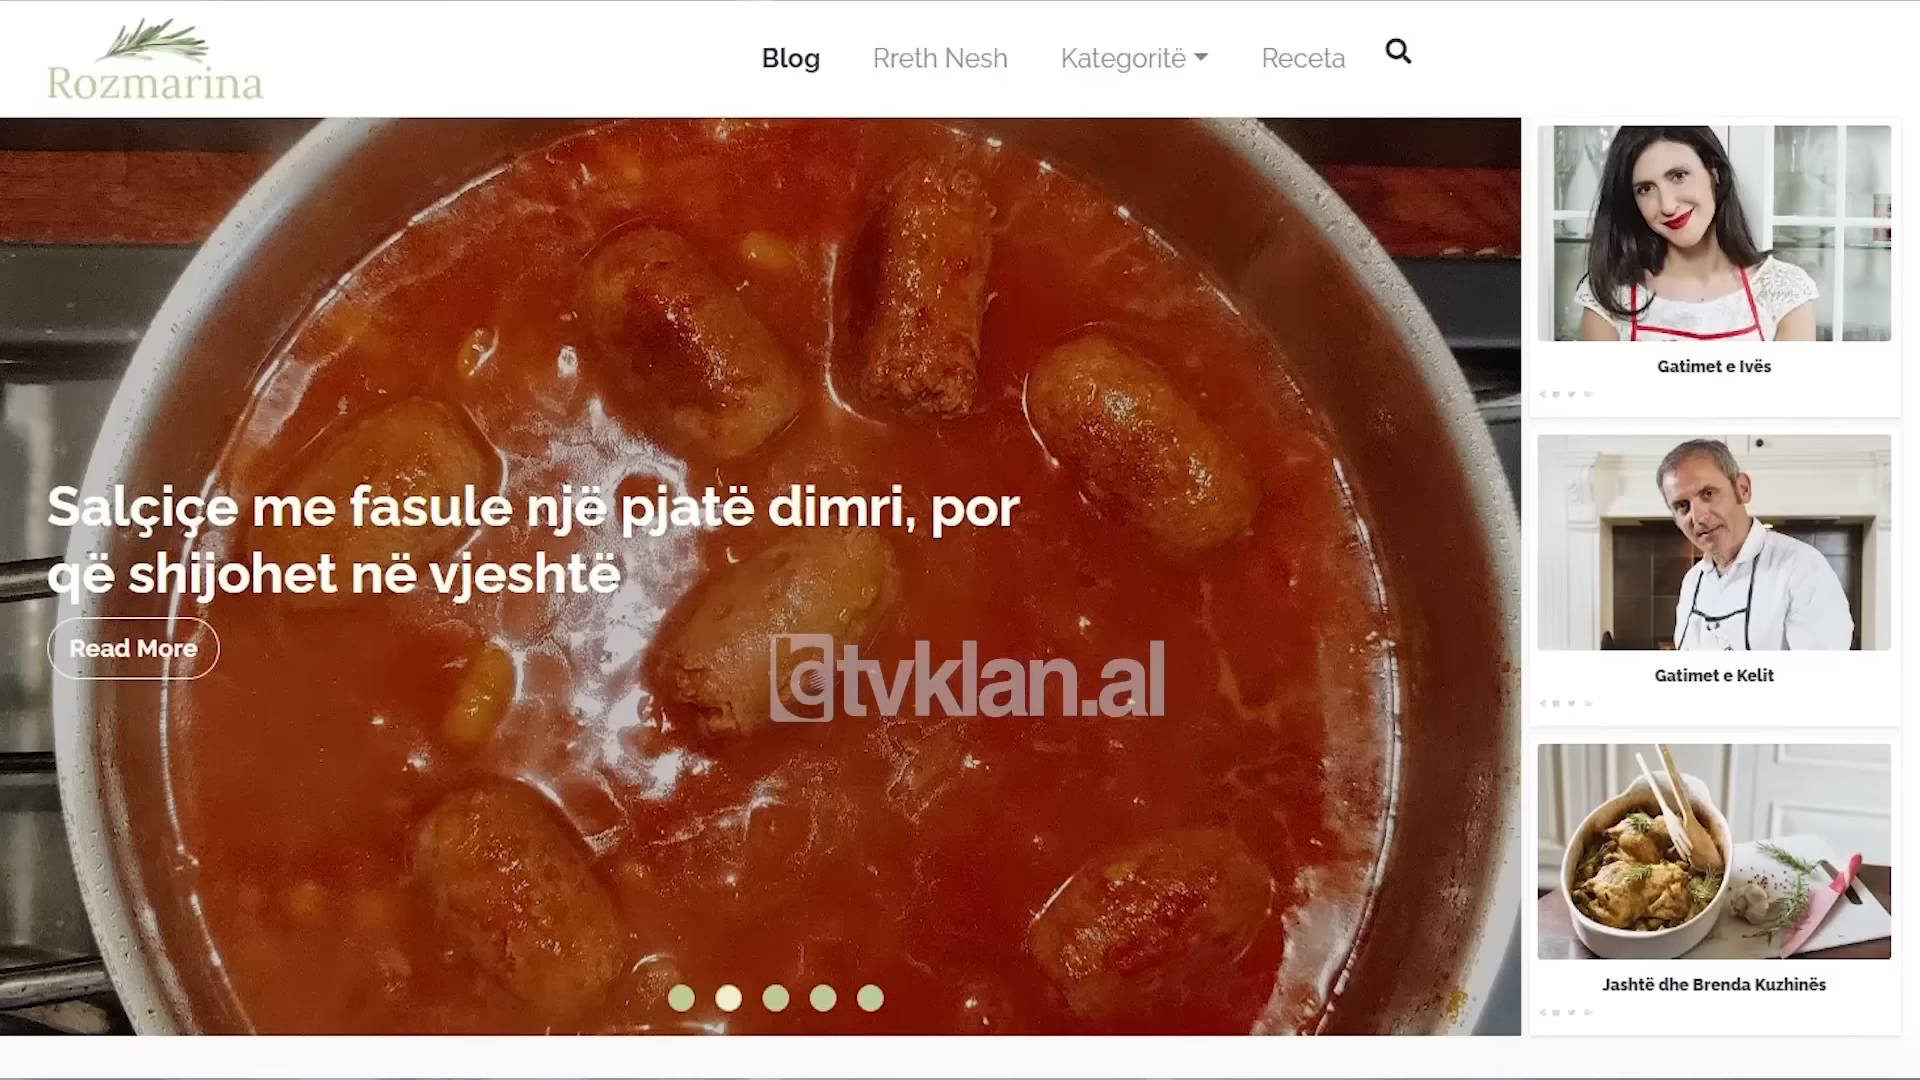 Rozmarina
Blog
Rreth Nesh
Kategoritë
Receta
Salçiçe me fasule një pjatë dimri, por
që shijohet në vjeshtë
Read More
tvklan.al
Gatimet e Ivës
Gatimet e Kelit
Jashtë dhe Brenda Kuzhinës